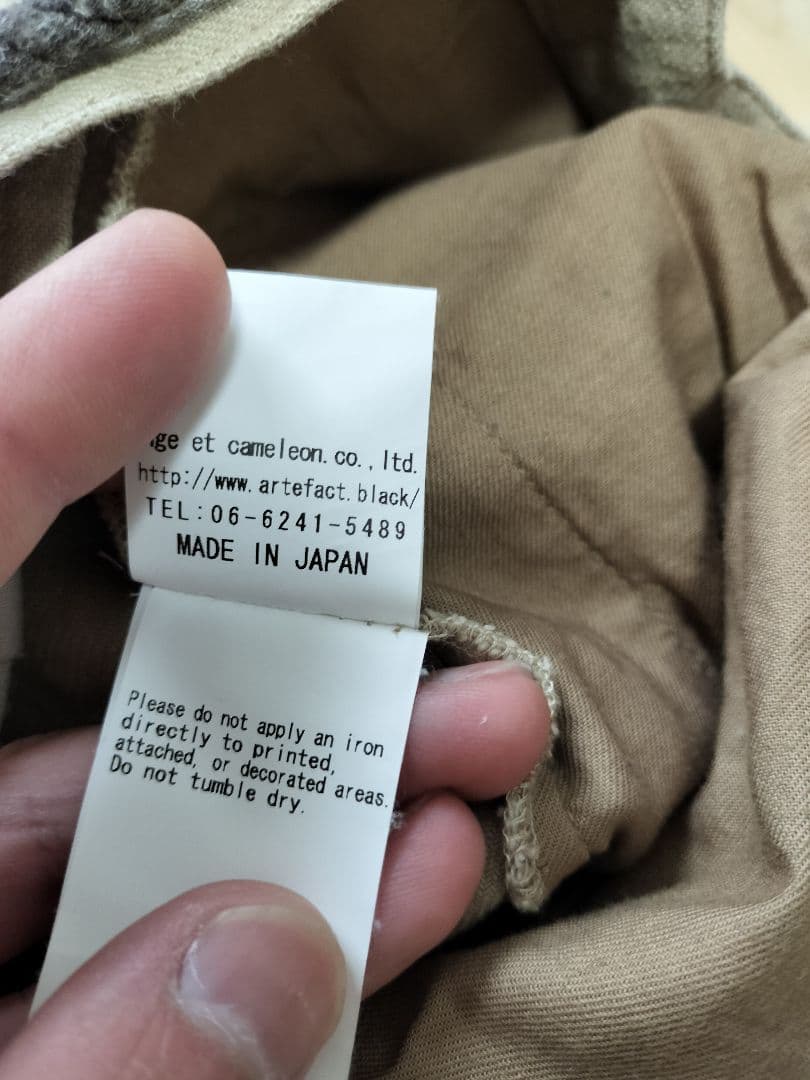 et cameleon.co.,ltd.
http://www.artefact.black/
TEL:06-6241-5489
MADE IN JAPAN
Please do not apply an iron
directly to printed,
attached, or decorated areas.
Do not tumble dry.